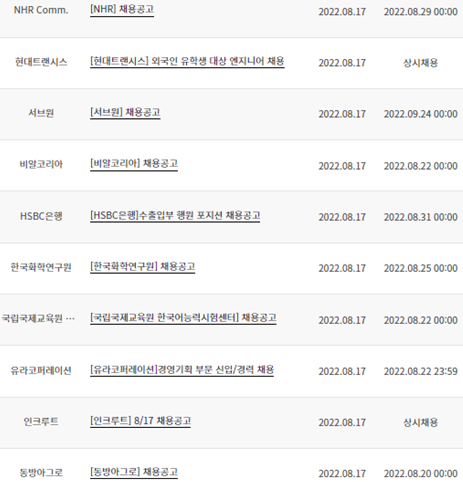 NHR Comm. [NHR] 채용공고 2022.08.17 2022.08.29 00:00
현대트랜시스 [현대트랜시스] 외국인 유학생 대상 엔지니어 채용 2022.08.17 상시채용
서브원 [서브원] 채용공고 2022.08.17 2022.09.24 00:00
비알코리아 [비알코리아] 채용공고 2022.08.17 2022.08.22 00:00
HSBC은행 [HSBC은행]수출입부 행원 포지션 채용공고 2022.08.17 2022.08.31 00:00
한국화학연구원 [한국화학연구원] 채용공고 2022.08.17 2022.08.25 00:00
국립국제교육원 … [국립국제교육원 한국어능력시험센터] 채용공고 2022.08.17 2022.08.22 00:00
유라코퍼레이션 [유라코퍼레이션]경영기획 부문 신입/경력 채용 2022.08.17 2022.08.22 23:59
인크루트 [인크루트] 8/17 채용공고 2022.08.17 상시채용
동방아그로 [동방아그로] 채용공고 2022.08.17 2022.08.20 00:00